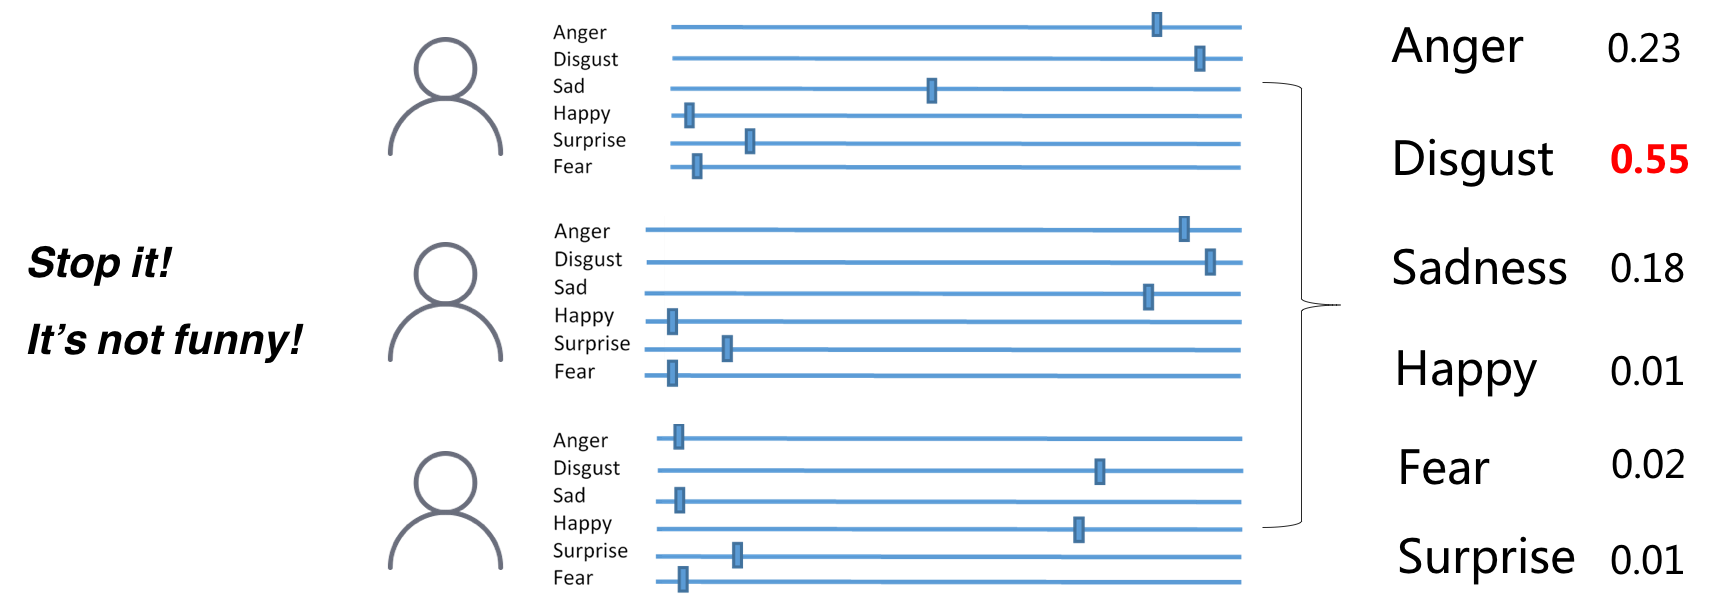 Stop it!
It's not funny!
Anger
Disgust
Sad
Happy
Surprise
Fear
Anger
Disgust
Sad
Happy
Surprise
Fear
Anger
Disgust
Sad
Happy
Surprise
Fear
Anger 0.23
Disgust 0.55
Sadness 0.18
Happy 0.01
Fear 0.02
Surprise 0.01